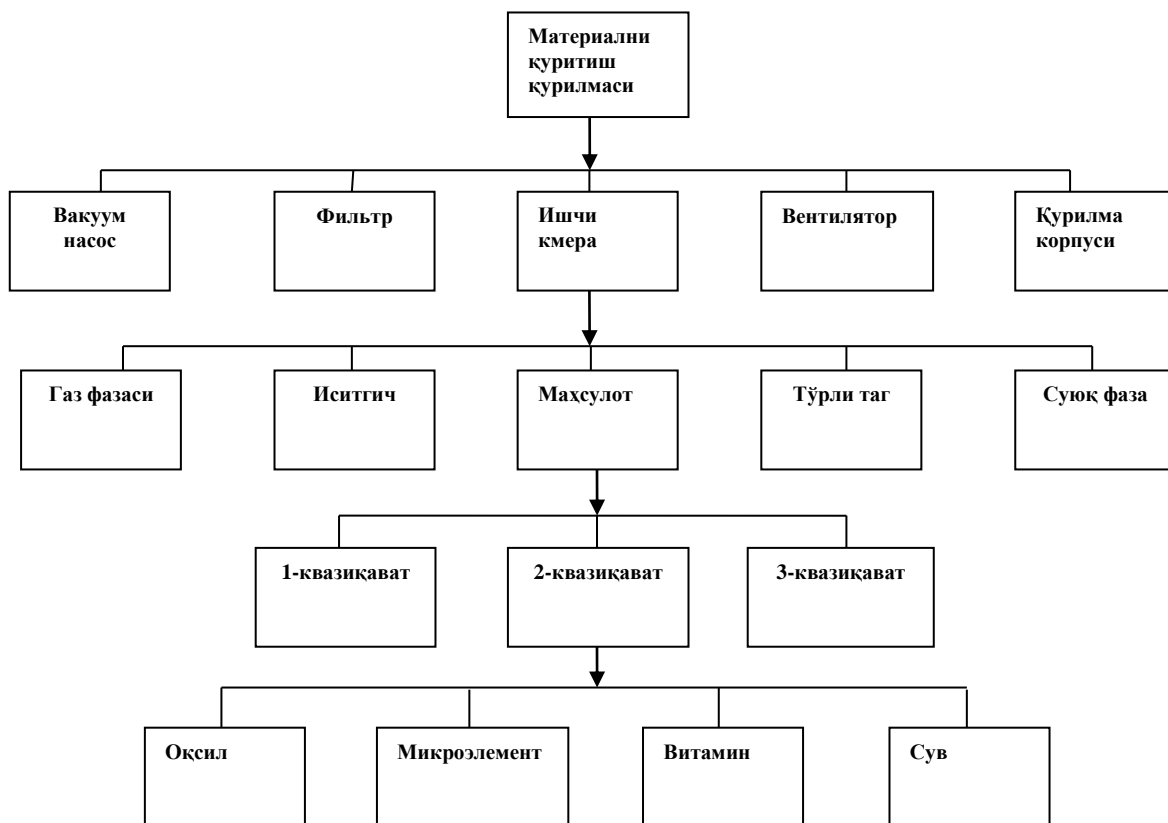 Материални
қуритиш
қурилмаси
Вакуум
насос
Фильтр
Ишчи
кмера
Вентилятор
Қурилма
корпуси
Газ фазаси
Иситгич
Маҳсулот
Тўрли таг
Суюқ фаза
1-квазиқават
2-квазиқават
3-квазиқават
Оқсил
Микроэлемент
Витамин
Сув